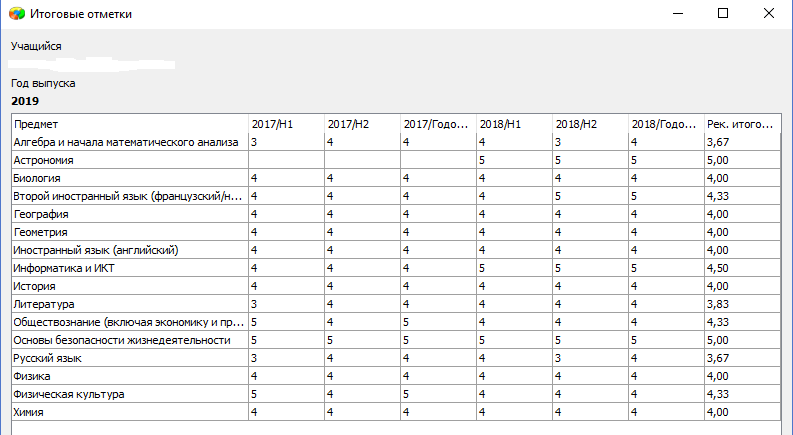 Итоговые отметки
Учащийся
Год выпуска
2019
Предмет 2017/H1 2017/H2 2017/Годо... 2018/H1 2018/H2 2018/Годо... Рек. итого...
Алгебра и начала математического анализа 3 4 4 4 3 4 3,67
Астрономия 5 5 5 5,00
Биология 4 4 4 4 4 4 4,00
Второй иностранный язык (французский/н... 4 4 4 4 5 5 4,33
География 4 4 4 4 4 4 4,00
Геометрия 4 4 4 4 4 4 4,00
Иностранный язык (английский) 4 4 4 4 4 4 4,00
Информатика и ИКТ 4 4 4 5 5 5 4,50
История 4 4 4 4 4 4 4,00
Литература 3 4 4 4 4 4 3,83
Обществознание (включая экономику и пр... 5 4 5 4 4 4 4,33
Основы безопасности жизнедеятельности 5 5 5 5 5 5 5,00
Русский язык 3 4 4 4 3 4 3,67
Физика 4 4 4 4 4 4 4,00
Физическая культура 5 4 5 4 4 4 4,33
Химия 4 4 4 4 4 4 4,00